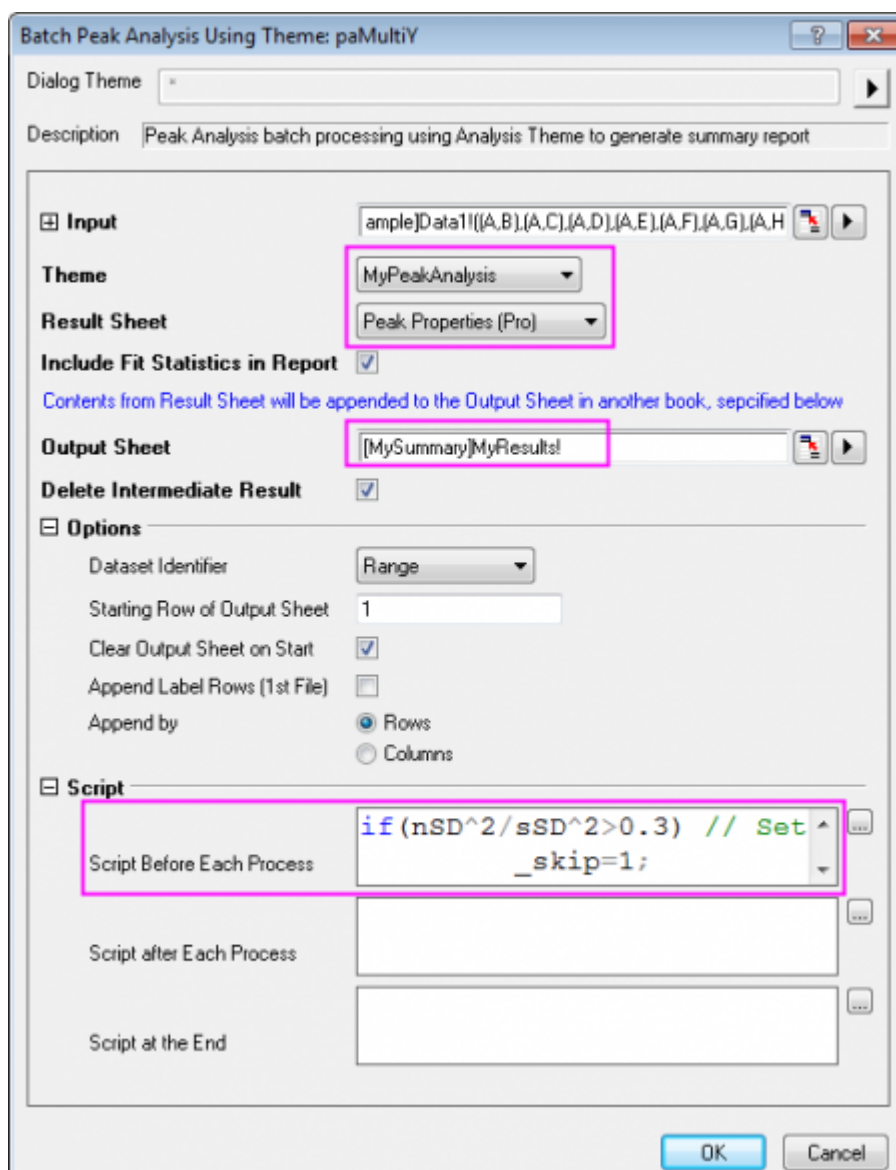 Batch Peak Analysis Using Theme: paMultiY
Dialog Theme *
Description Peak Analysis batch processing using Analysis Theme to generate summary report
Input ample]Data1!((A,B),(A,C),(A,D),(A,E),(A,F),(A,G),(A,H
Theme MyPeakAnalysis
Result Sheet Peak Properties (Pro)
Include Fit Statistics in Report
Contents from Result Sheet will be appended to the Output Sheet in another book, sepcified below
Output Sheet [MySummary]MyResults!
Delete Intermediate Result
Options
Dataset Identifier Range
Starting Row of Output Sheet 1
Clear Output Sheet on Start
Append Label Rows (1st File)
Append by Rows
Columns
Script
if(nSD^2/sSD^2>0.3) // Set
_skip=1;
Script Before Each Process
...
Script after Each Process
...
Script at the End
...
OK Cancel